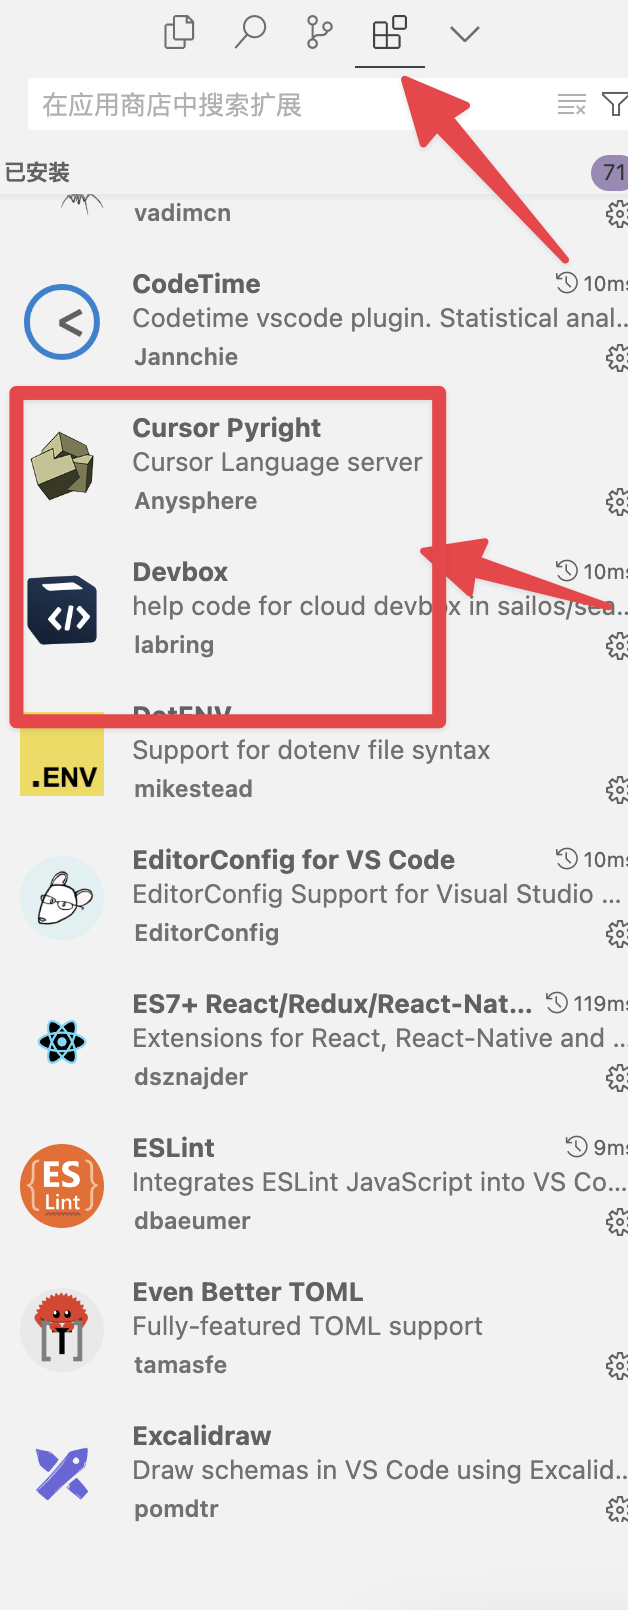 在应用商店中搜索扩展
已安装
71
vadimcn
CodeTime
10ms
Codetime vscode plugin. Statistical anal...
Jannchie
Cursor Pyright
Cursor Language server
Anysphere
Devbox
10ms
help code for cloud devbox in sailos/sea...
labring
DotENV
.ENV
Support for dotenv file syntax
mikestead
EditorConfig for VS Code
10ms
EditorConfig Support for Visual Studio ...
EditorConfig
ES7+ React/Redux/React-Nat...
119ms
Extensions for React, React-Native and ...
dsznajder
ESLint
9ms
ES
Lint
Integrates ESLint JavaScript into VS Co...
dbaeumer
Even Better TOML
Fully-featured TOML support
[T]
tamasfe
Excalidraw
Draw schemas in VS Code using Excalid...
pomdtr